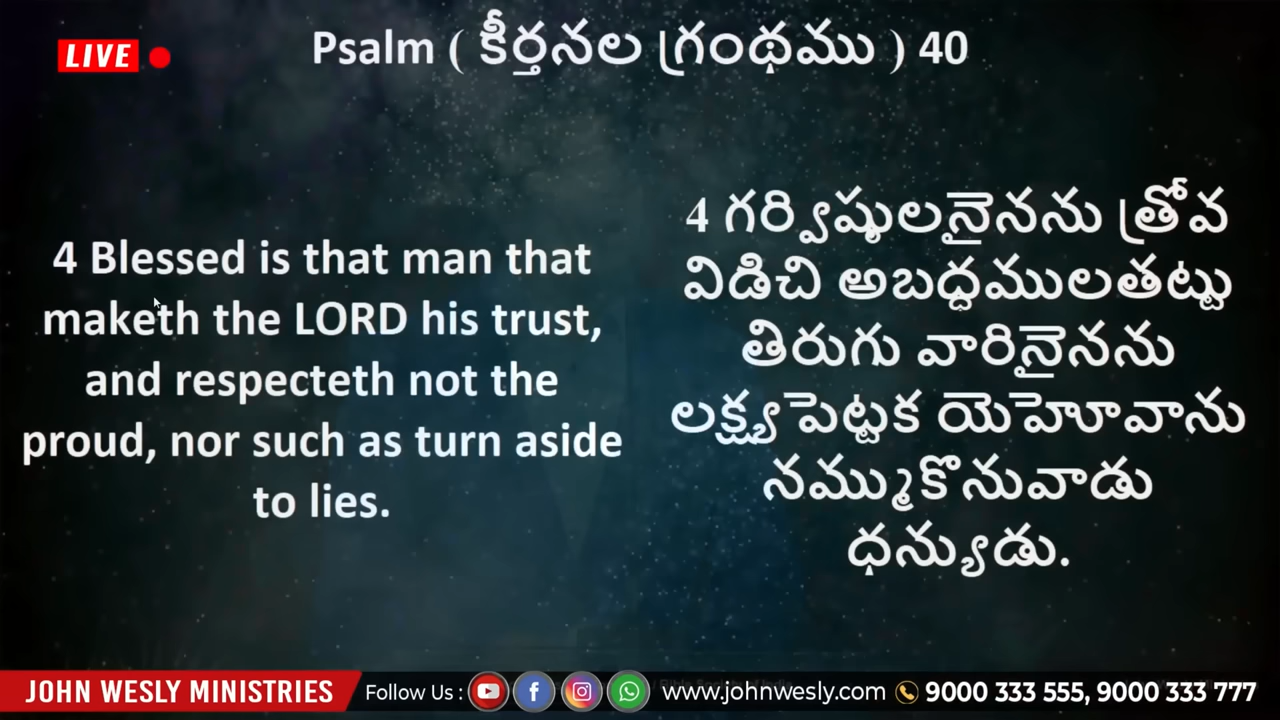 LIVE
Psalm ( కీర్తనల గ్రంథము ) 40
4 Blessed is that man that
maketh the LORD his trust,
and respecteth not the
proud, nor such as turn aside
to lies.
4 గర్విష్ఠులనైనను త్రోవ
విడిచి అబద్ధములతట్టు
తిరుగు వారినైనను
లక్ష్యపెట్టక యెహోవాను
నమ్ముకొనువాడు
ధన్యుడు.
JOHN WESLY MINISTRIES Follow Us : www.johnwesly.com 9000 333 555, 9000 333 777